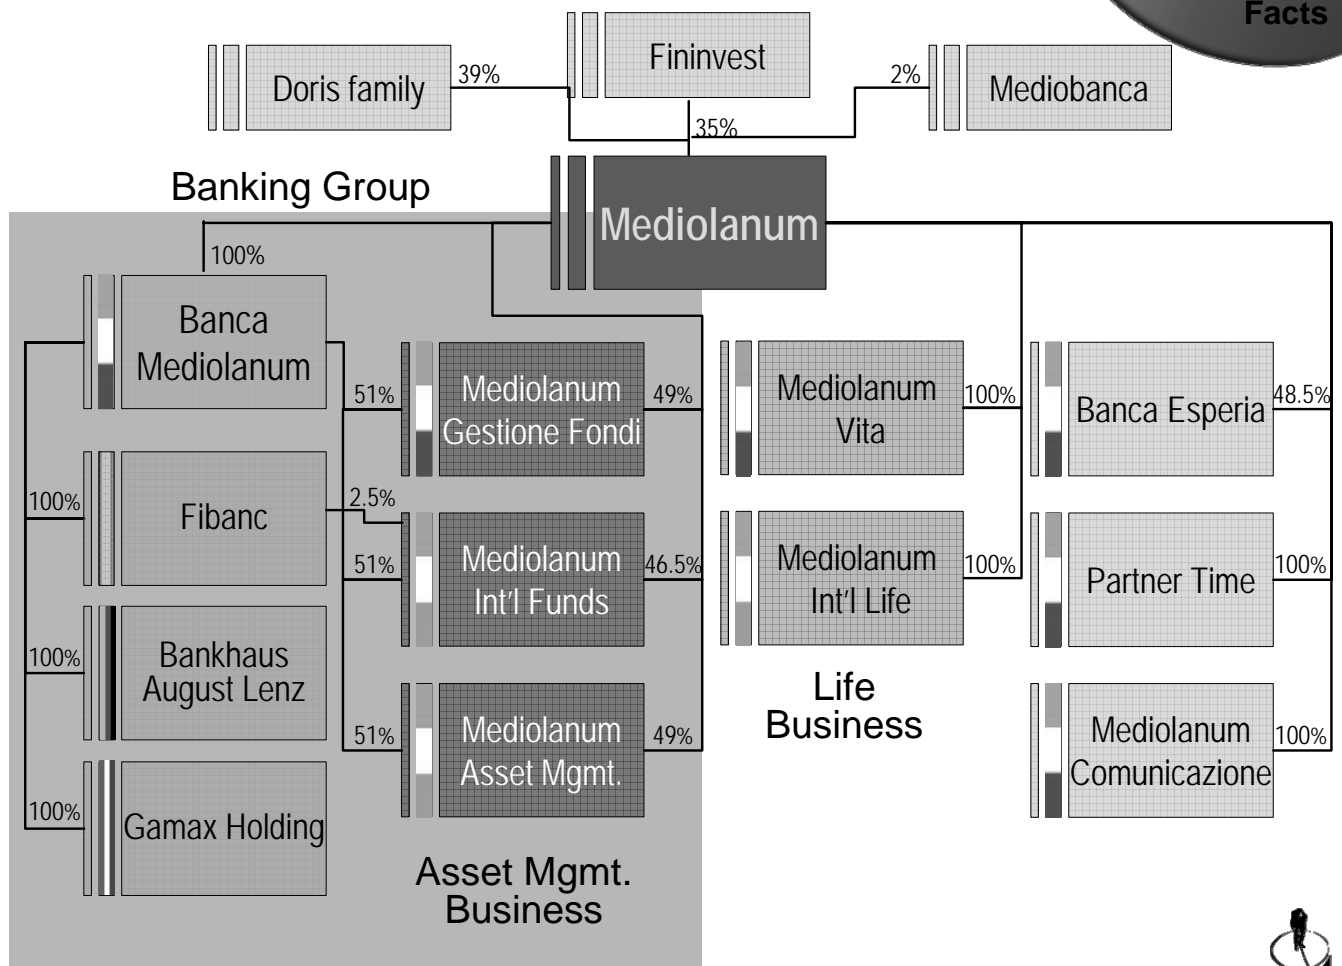 Facts
Fininvest
Doris family
39%
2%
Mediobanca
35%
Banking Group
Mediolanum
100%
Banca
Mediolanum
51%
Mediolanum
Gestione Fondi
49%
Mediolanum
Vita
100%
Banca Esperia
48.5%
100%
Fibanc
2.5%
51%
Mediolanum
Int'l Funds
46.5%
Mediolanum
Int'l Life
100%
Partner Time
100%
100%
Bankhaus
August Lenz
51%
Mediolanum
Asset Mgmt.
49%
Life
Business
Mediolanum
Comunicazione
100%
100%
Gamax Holding
Asset Mgmt.
Business